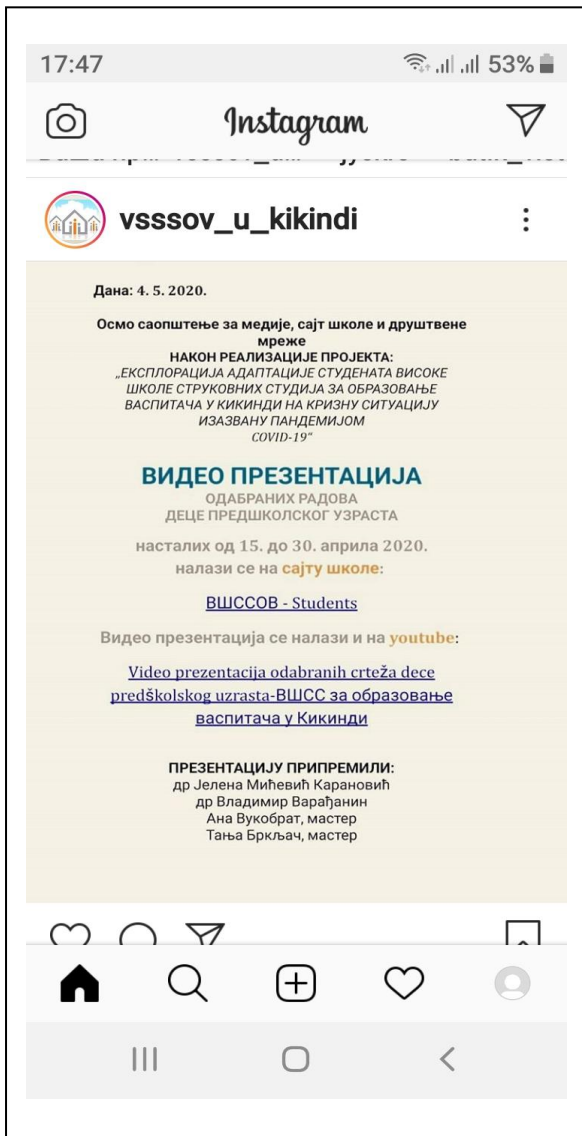 17:47
53%
Instagram
vsssov_u_kikindi
Дана: 4. 5. 2020.
Осмо саопштење за медије, сајт школе и друштвене
мреже
НАКОН РЕАЛИЗАЦИЈЕ ПРОЈЕКТА:
„ЕКСПЛОРАЦИЈА АДАПТАЦИЈЕ СТУДЕНАТА ВИСОКЕ
ШКОЛЕ СТРУКОВНИХ СТУДИЈА ЗА ОБРАЗОВАЊЕ
ВАСПИТАЧА У КИКИНДИ НА КРИЗНУ СИТУАЦИЈУ
ИЗАЗВАНУ ПАНДЕМИЈОМ
COVID-19“
ВИДЕО ПРЕЗЕНТАЦИЈА
ОДАБРАНИХ РАДОВА
ДЕЦЕ ПРЕДШКОЛСКОГ УЗРАСТА
насталих од 15. до 30. априла 2020.
налази се на сајту школе:
ВШССОВ - Students
Видео презентација се налази и на youtube:
Video prezentacija odabranih crteža dece
predškolskog uzrasta-ВШСС за образовање
васпитача у Кикинди
ПРЕЗЕНТАЦИЈУ ПРИПРЕМИЛИ:
др Јелена Мићевић Карановић
др Владимир Варађанин
Ана Вукобрат, мастер
Тања Бркљач, мастер